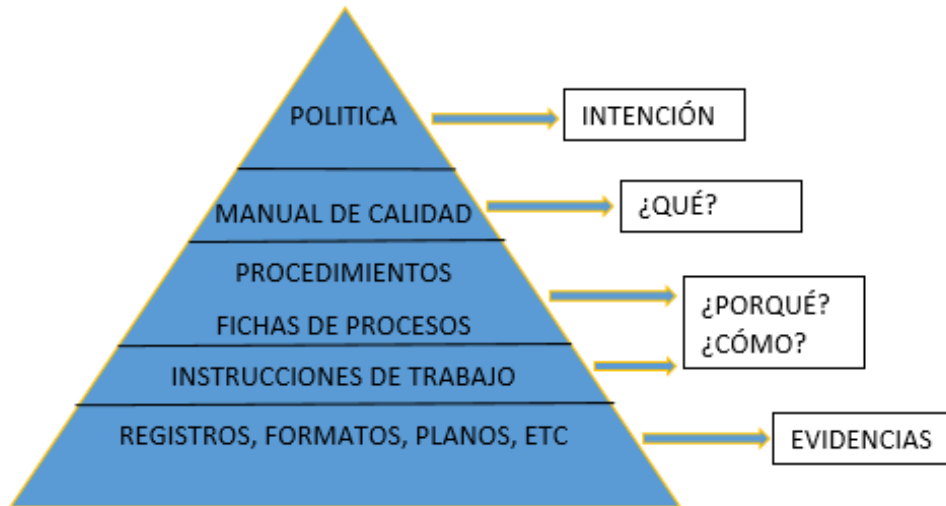 POLITICA
INTENCIÓN
MANUAL DE CALIDAD
¿QUÉ?
PROCEDIMIENTOS
FICHAS DE PROCESOS
¿PORQUÉ?
¿CÓMO?
INSTRUCCIONES DE TRABAJO
REGISTROS, FORMATOS, PLANOS, ETC
EVIDENCIAS